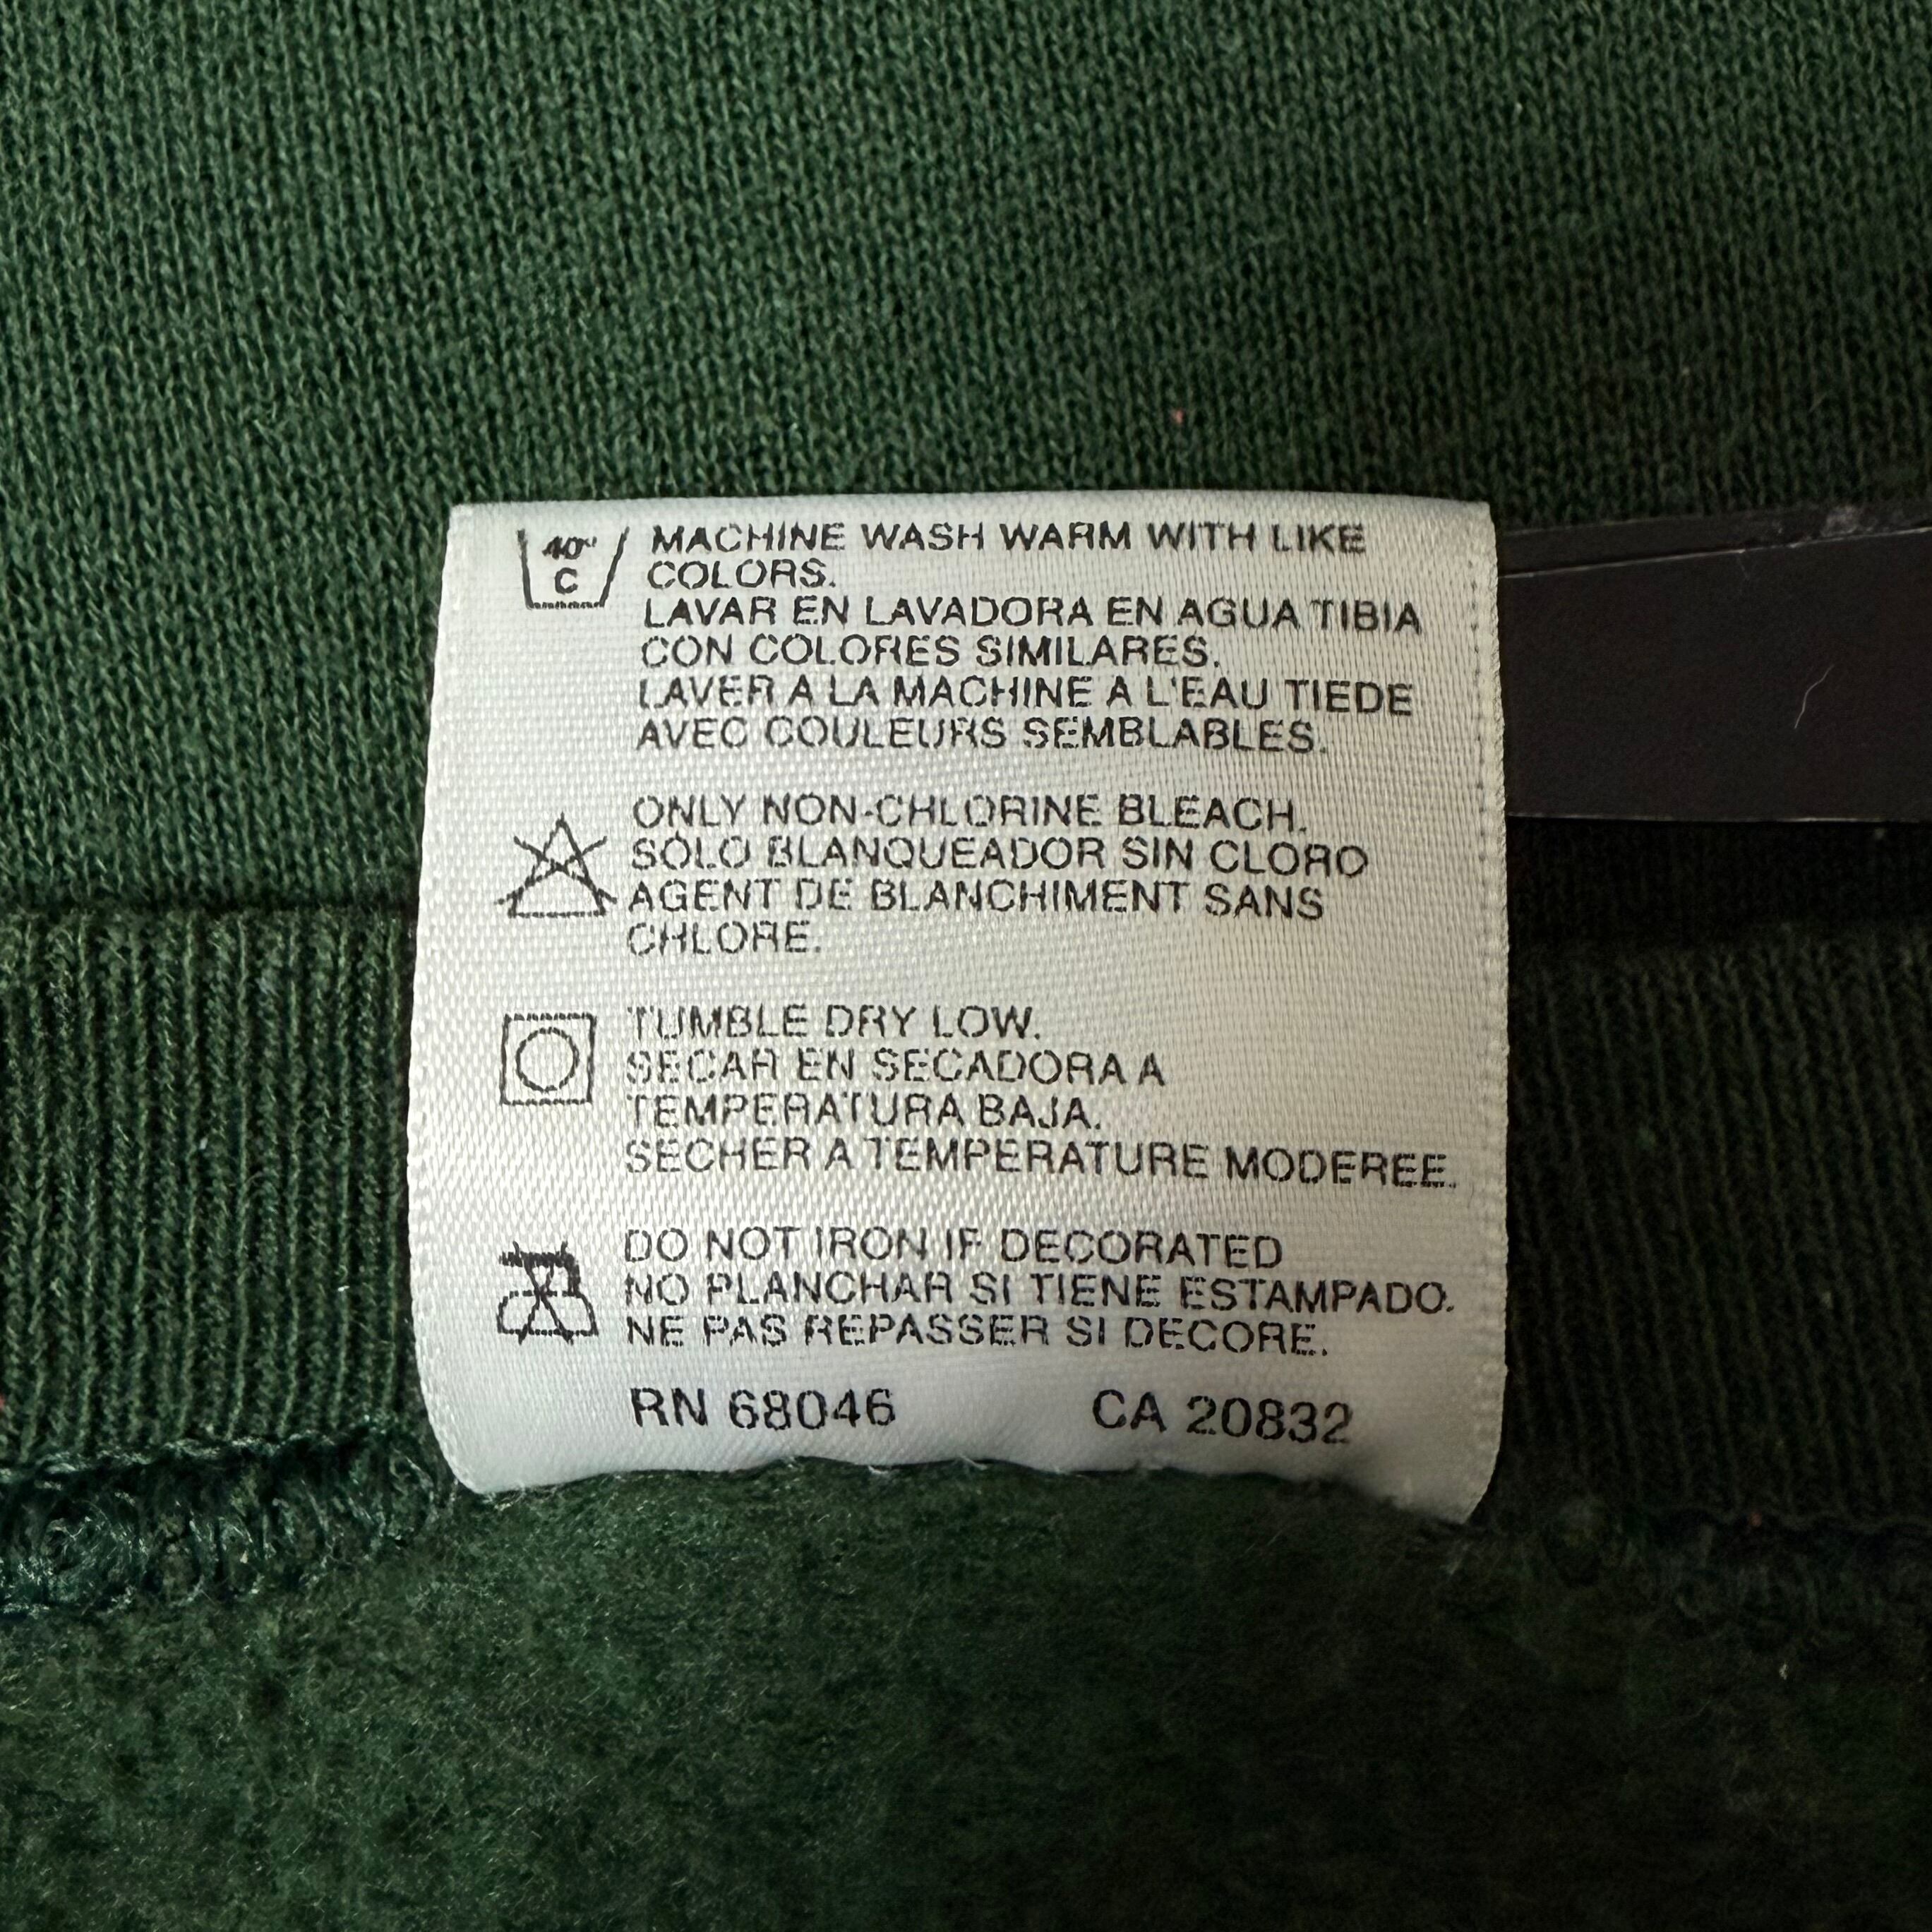 40° MACHINE WASH WARM WITH LIKE
C COLORS.
LAVAR EN LAVADORA EN AGUA TIBIA
CON COLORES SIMILARES.
LAVER A LA MACHINE A L'EAU TIEDE
AVEC COULEURS SEMBLABLES.
ONLY NON-CHLORINE BLEACH.
SÓLO BLANQUEADOR SIN CLORO
AGENT DE BLANCHIMENT SANS
CHLORE.
TUMBLE DRY LOW.
SECAR EN SECADORA A
TEMPERATURA BAJA.
SECHER A TEMPERATURE MODEREE.
DO NOT IRON IF DECORATED
NO PLANCHAR SI TIENE ESTAMPADO.
NE PAS REPASSER SI DECORE.
RN 68046 CA 20832